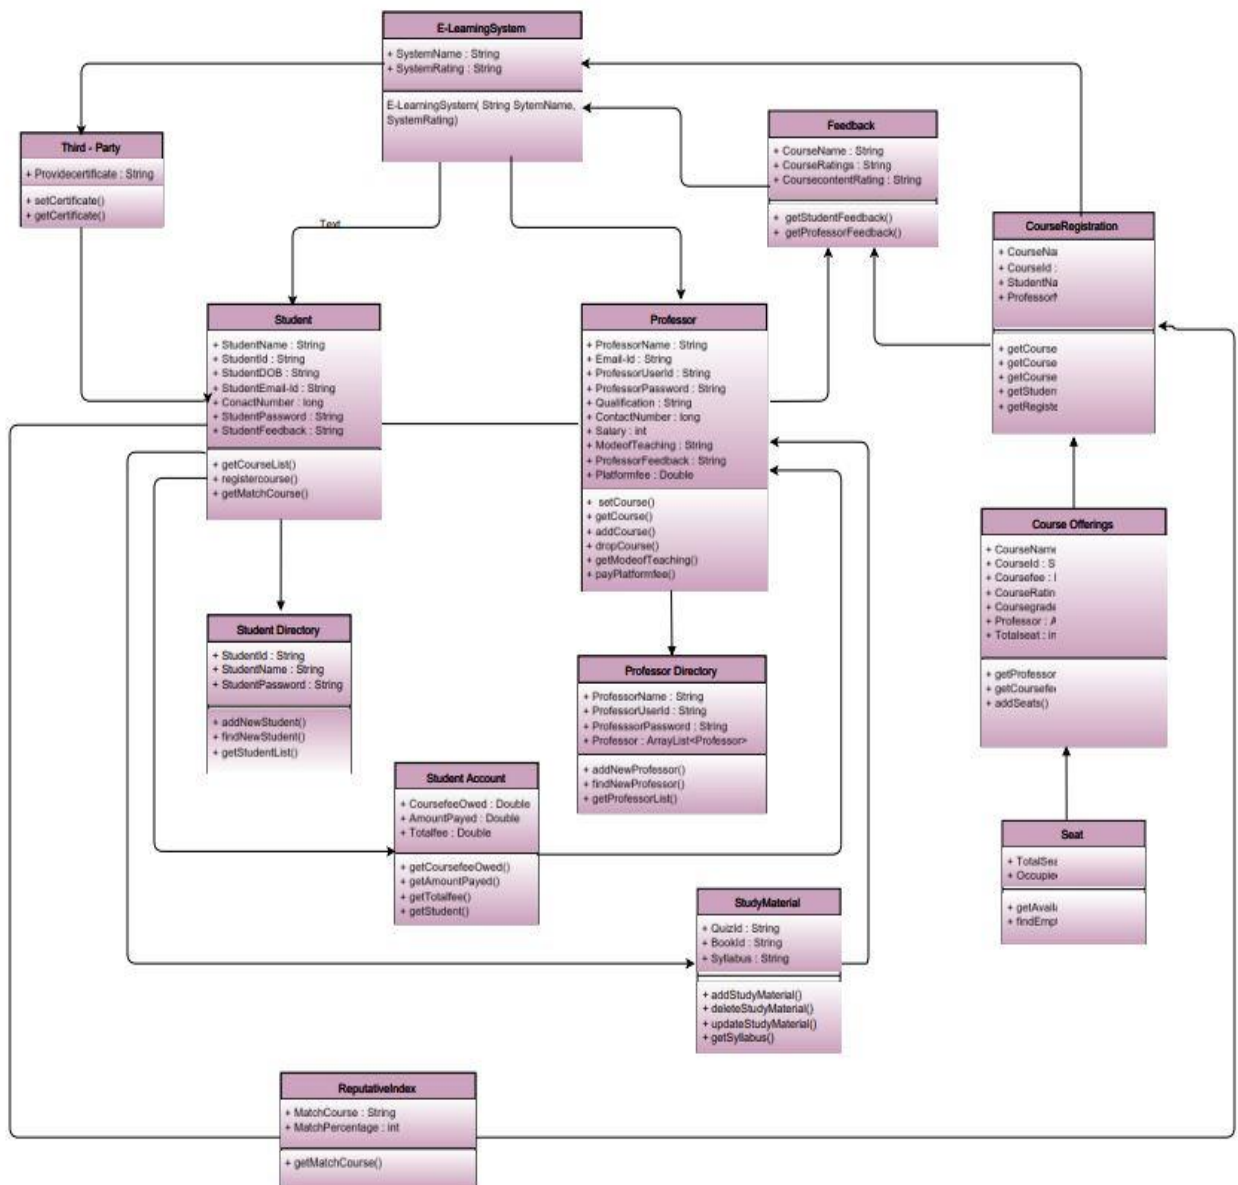 E-LearningSystem
+ SystemName : String
+ SystemRating : String
E-LearningSystem( String SytemName,
SystemRating)
Third - Party
+ Providecertificate : String
+ setCertificate()
+ getCertificate()
Feedback
+ CourseName : String
+ CourseRatings : String
+ CoursecontentRating : String
+ getStudentFeedback()
+ getProfessorFeedback()
CourseRegistration
+ CourseNa
+ CourseId :
+ StudentNa
+ Professor
+ getCourse
+ getCourse
+ getCourse
+ getStuden
+ getRegiste
Text
Student
+ StudentName : String
+ StudentId : String
+ StudentDOB : String
+ StudentEmail-Id : String
+ ConactNumber : long
+ StudentPassword : String
+ StudentFeedback : String
+ getCourseList()
+ registercourse()
+ getMatchCourse()
Professor
+ ProfessorName : String
+ Email-Id : String
+ ProfessorUserId : String
+ ProfessorPassword : String
+ Qualification : String
+ ContactNumber : long
+ Salary : int
+ ModeofTeaching : String
+ ProfessorFeedback : String
+ Platformfee : Double
+ setCourse()
+ getCourse()
+ addCourse()
+ dropCourse()
+ getModeofTeaching()
+ payPlatformfee()
Course Offerings
+ CourseName
+ CourseId : S
+ Coursefee :
+ CourseRatin
+ Coursegrade
+ Professor : A
+ Totalseat : in
+ getProfessor
+ getCoursefe
+ addSeats()
Student Directory
+ StudentId : String
+ StudentName : String
+ StudentPassword : String
+ addNewStudent()
+ findNewStudent()
+ getStudentList()
Professor Directory
+ ProfessorName : String
+ ProfessorUserId : String
+ ProfesssorPassword : String
+ Professor : ArrayList<Professor>
+ addNewProfessor()
+ findNewProfessor()
+ getProfessorList()
Student Account
+ CoursefeeOwed : Double
+ AmountPayed : Double
+ Totalfee : Double
+ getCoursefeeOwed()
+ getAmountPayed()
+ getTotalfee()
+ getStudent()
Seat
+ TotalSea
+ Occupie
+ getAvail
+ findEmpt
StudyMaterial
+ QuizId : String
+ BookId : String
+ Syllabus : String
+ addStudyMaterial()
+ deleteStudyMaterial()
+ updateStudyMaterial()
+ getSyllabus()
ReputativeIndex
+ MatchCourse : String
+ MatchPercentage : int
+ getMatchCourse()